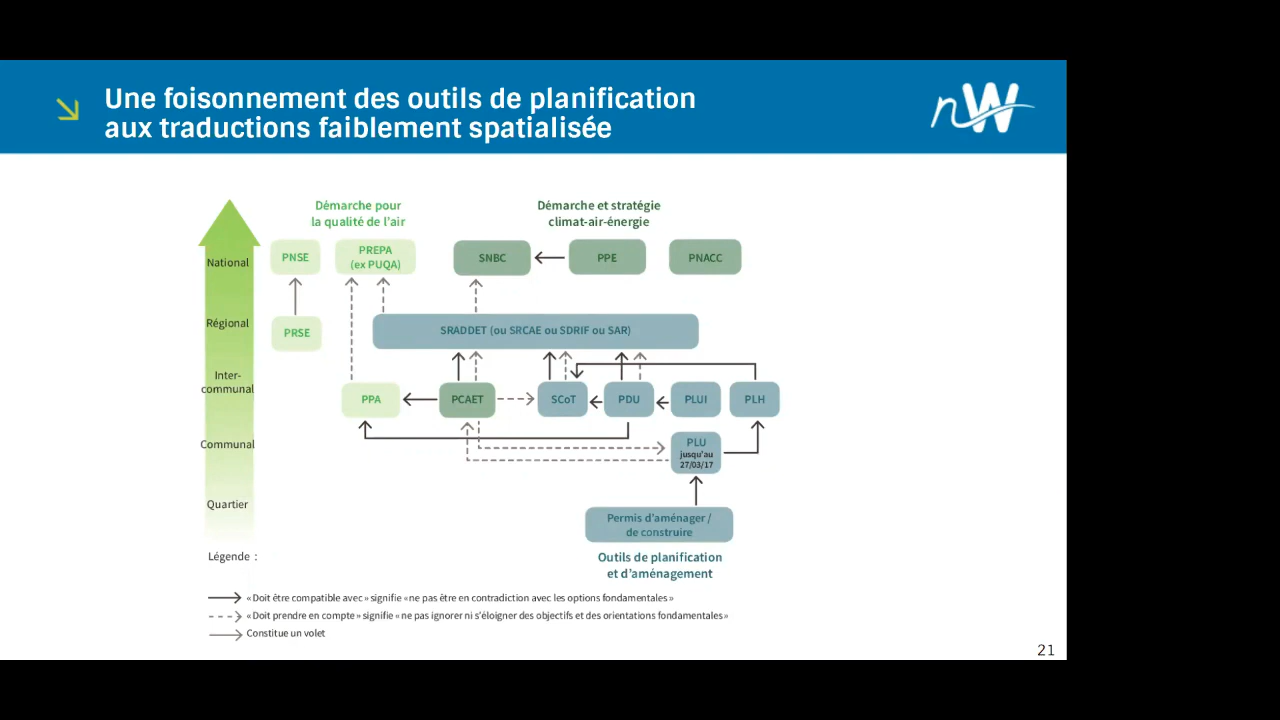 Une foisonnement des outils de planification
aux traductions faiblement spatialisée
nW
Démarche pour
la qualité de l'air
Démarche et stratégie
climat-air-énergie
National
PNSE
PREPA
(ex PUQA)
SNBC
PPE
PNACC
Régional
PRSE
SRADDET (ou SRCAE ou SDRIF ou SAR)
Inter-
communal
PPA
PCAET
SCoT
PDU
PLUI
PLH
Communal
PLU
jusqu'au
27/03/17
Quartier
Permis d'aménager /
de construire
Outils de planification
et d'aménagement
Légende :
« Doit être compatible avec » signifie « ne pas être en contradiction avec les options fondamentales »
« Doit prendre en compte » signifie « ne pas ignorer ni s'éloigner des objectifs et des orientations fondamentales »
Constitue un volet
21